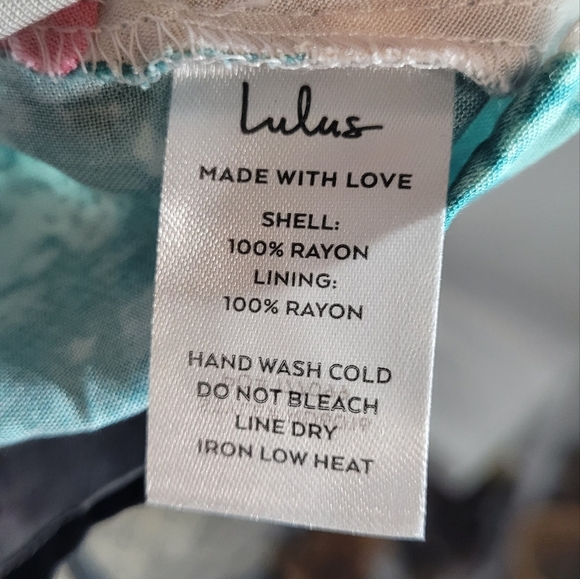 Lulus
MADE WITH LOVE
SHELL:
100% RAYON
LINING:
100% RAYON
HAND WASH COLD
DO NOT BLEACH
LINE DRY
IRON LOW HEAT